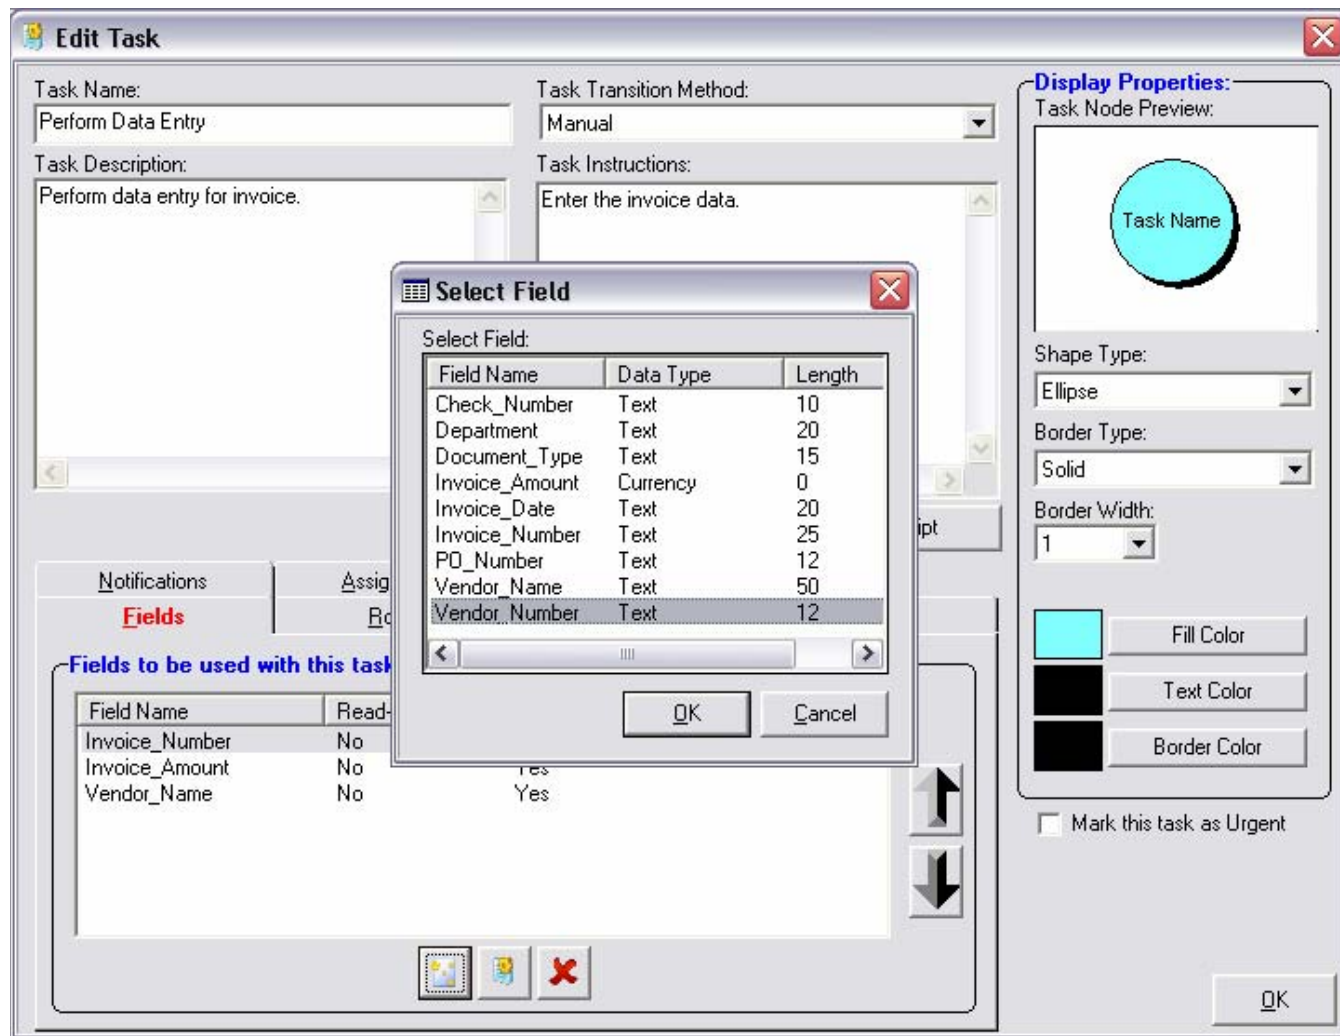 Edit Task
Task Name:
Perform Data Entry
Task Transition Method:
Manual
Task Description:
Perform data entry for invoice.
Task Instructions:
Enter the invoice data.
Select Field
Select Field:
Field Name Data Type Length
Check_Number Text 10
Department Text 20
Document_Type Text 15
Invoice_Amount Currency 0
Invoice_Date Text 20
Invoice_Number Text 25
PO_Number Text 12
Vendor_Name Text 50
Vendor_Number Text 12
OK Cancel
ipt
Notifications Assig
Fields Ro
Fields to be used with this task
Field Name Read-
Invoice_Number No
Invoice_Amount No Yes
Vendor_Name No Yes
Display Properties:
Task Node Preview:
Task Name
Shape Type:
Ellipse
Border Type:
Solid
Border Width:
1
Fill Color
Text Color
Border Color
Mark this task as Urgent
OK